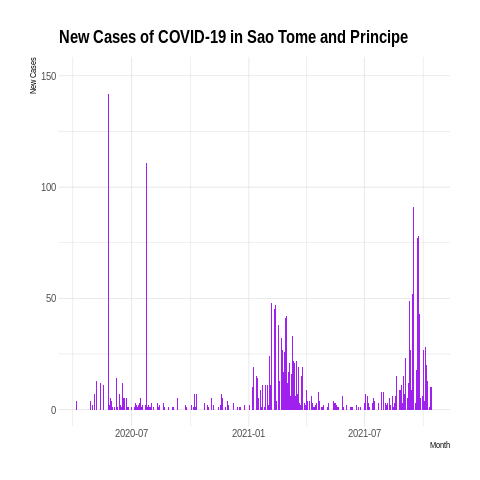 New Cases of COVID-19 in Sao Tome and Principe
New Cases
150
100
50
0
2020-07
2021-01
2021-07
Month